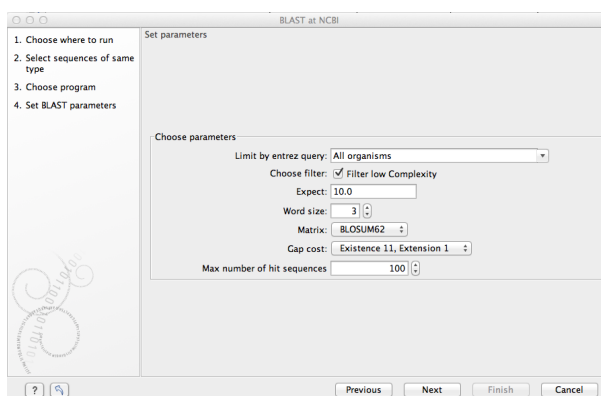 BLAST at NCBI
1. Choose where to run
2. Select sequences of same
type
3. Choose program
4. Set BLAST parameters
Set parameters
Choose parameters
Limit by entrez query: All organisms
Choose filter: Filter low Complexity
Expect: 10.0
Word size: 3
Matrix: BLOSUM62
Gap cost: Existence 11, Extension 1
Max number of hit sequences 100
? Previous Next Finish Cancel